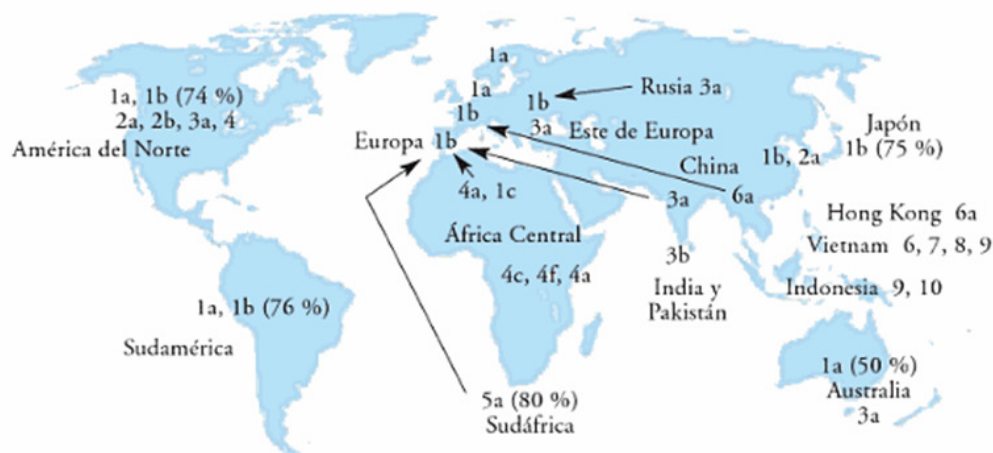 1a
1a, 1b (74 %)
2a, 2b, 3a, 4
América del Norte
1a
1b
1b
Rusia 3a
3a
Este de Europa
Europa
1b
Japón
1b (75 %)
China
1b, 2a
4a, 1c
3a
6a
Hong Kong 6a
Vietnam 6, 7, 8, 9
África Central
3b
4c, 4f, 4a
India y
Pakistán
Indonesia 9, 10
1a, 1b (76 %)
Sudamérica
1a (50 %)
Australia
3a
5a (80 %)
Sudáfrica